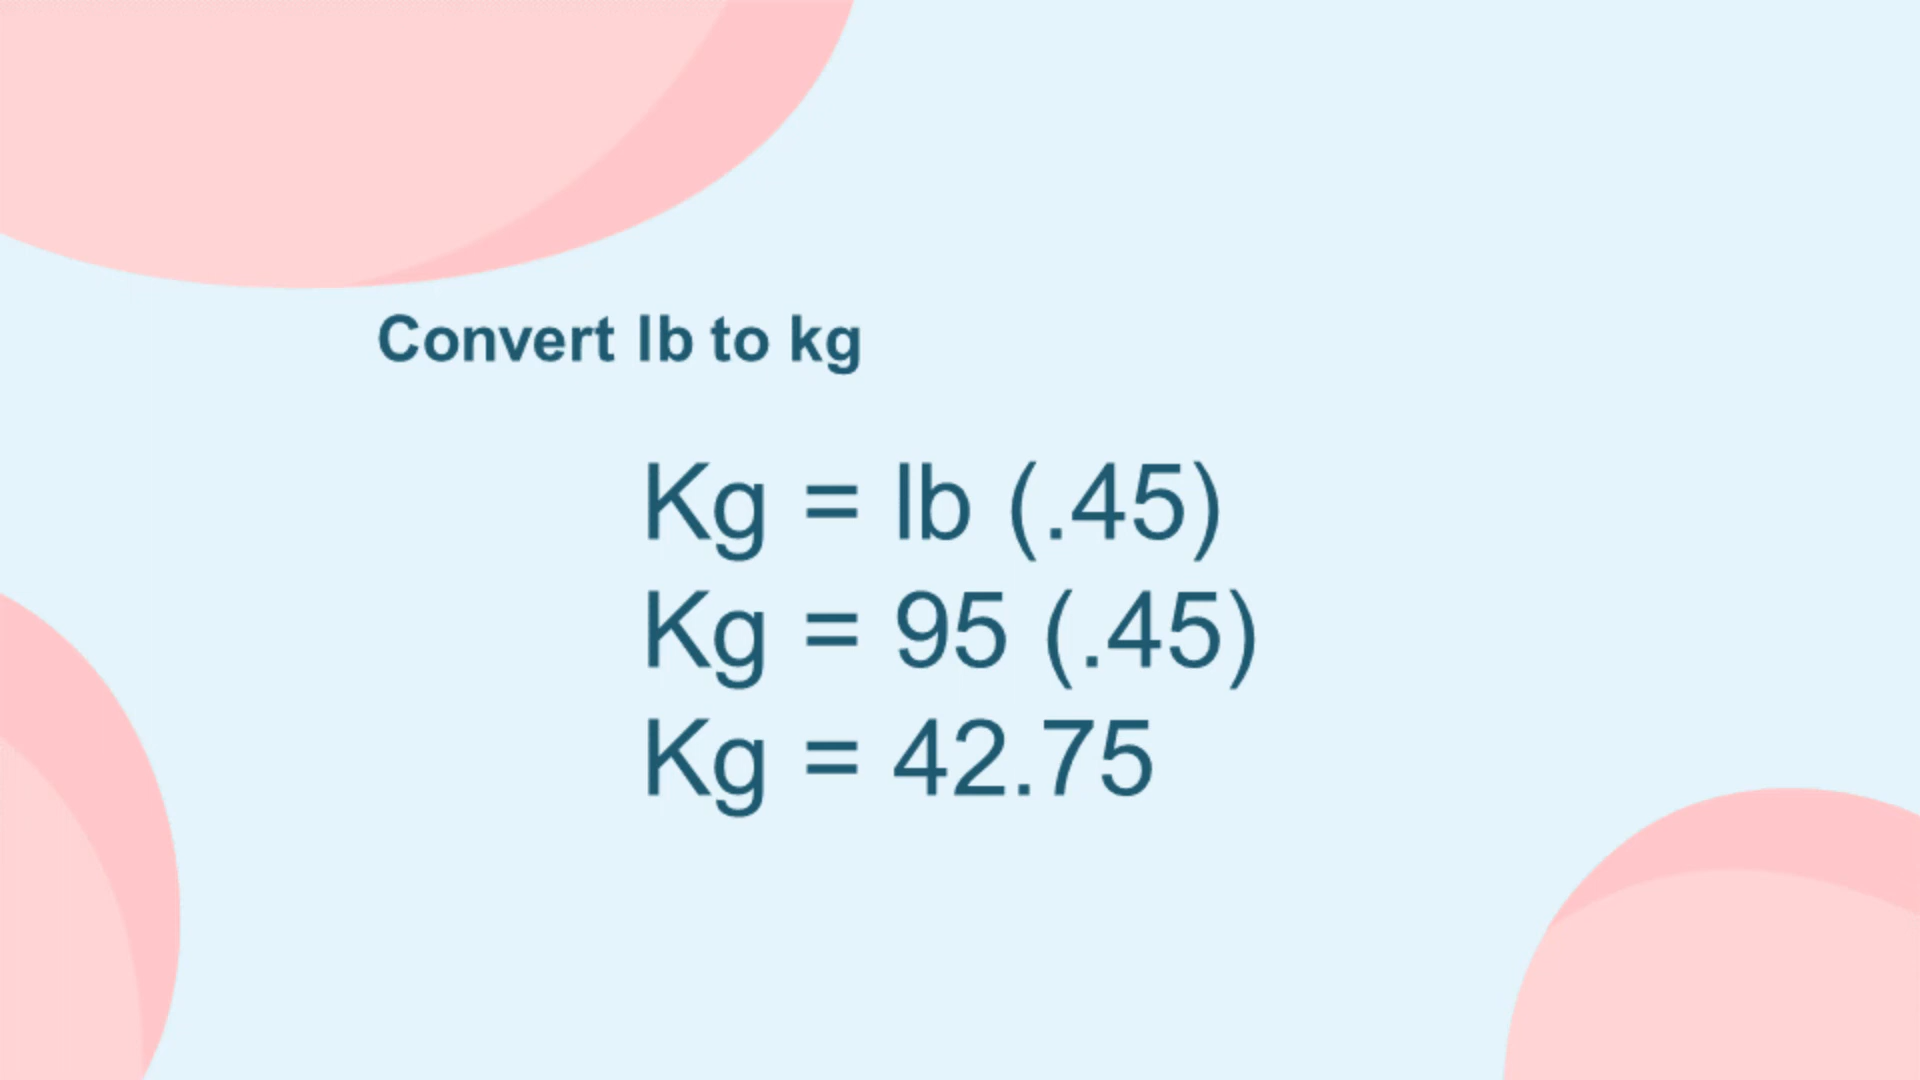 Convert lb to kg
Kg = lb (.45)
Kg = 95 (.45)
Kg = 42.75